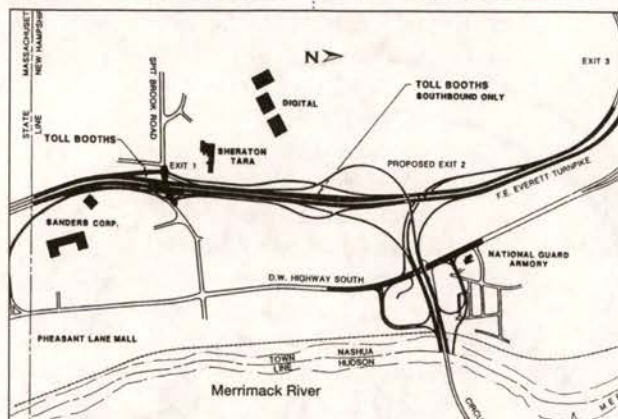 MASSACHUSET
NEW HAMPSHIR
STATE
LINE
SPIT BROOK ROAD
N
EXIT 3
DIGITAL
TOLL BOOTHS
SOUTHBOUND ONLY
TOLL BOOTHS
SHERATON
TARA
EXIT 1
PROPOSED EXIT 2
F.E. EVERETT TURNPIKE
SANDERS CORP.
NATIONAL GUARD
ARMORY
D.W. HIGHWAY SOUTH
PHEASANT LANE MALL
TOWN
LINE
NASHUA
HUDSON
Merrimack River